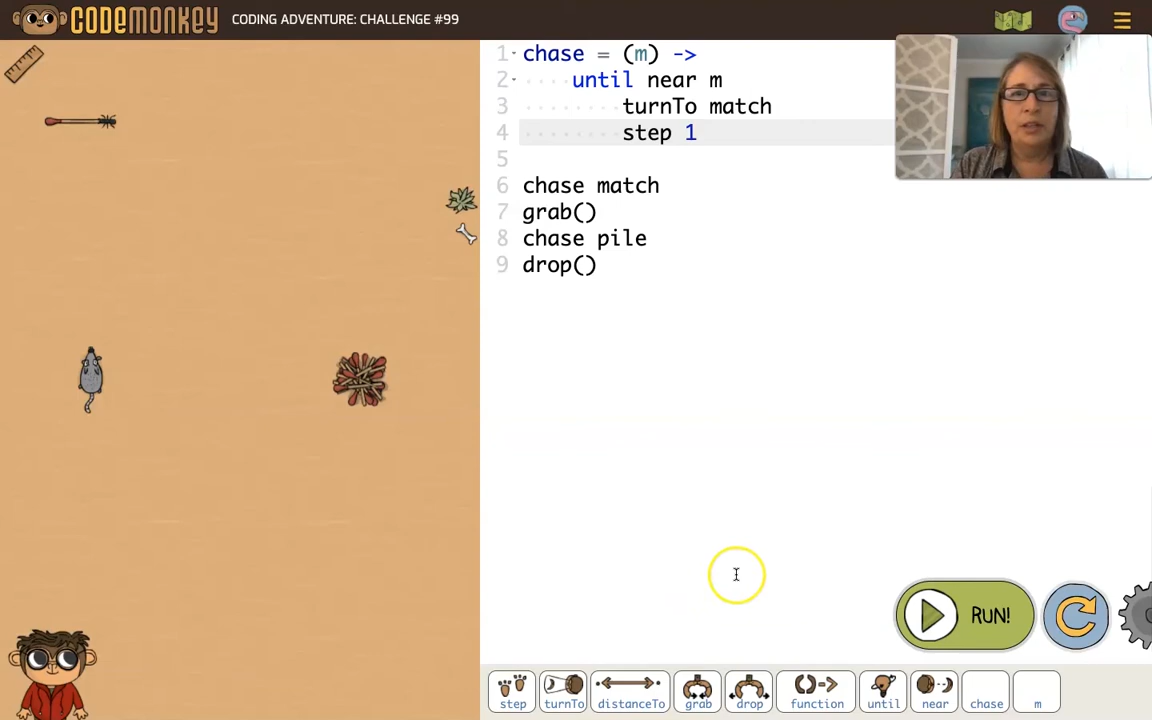 CODEMONKEY CODING ADVENTURE: CHALLENGE #99
1 chase = (m) ->
2 until near m
3 turnTo match
4 step 1
5
6 chase match
7 grab()
8 chase pile
9 drop()
RUN!
step turnTo distanceTo grab drop function until near chase m